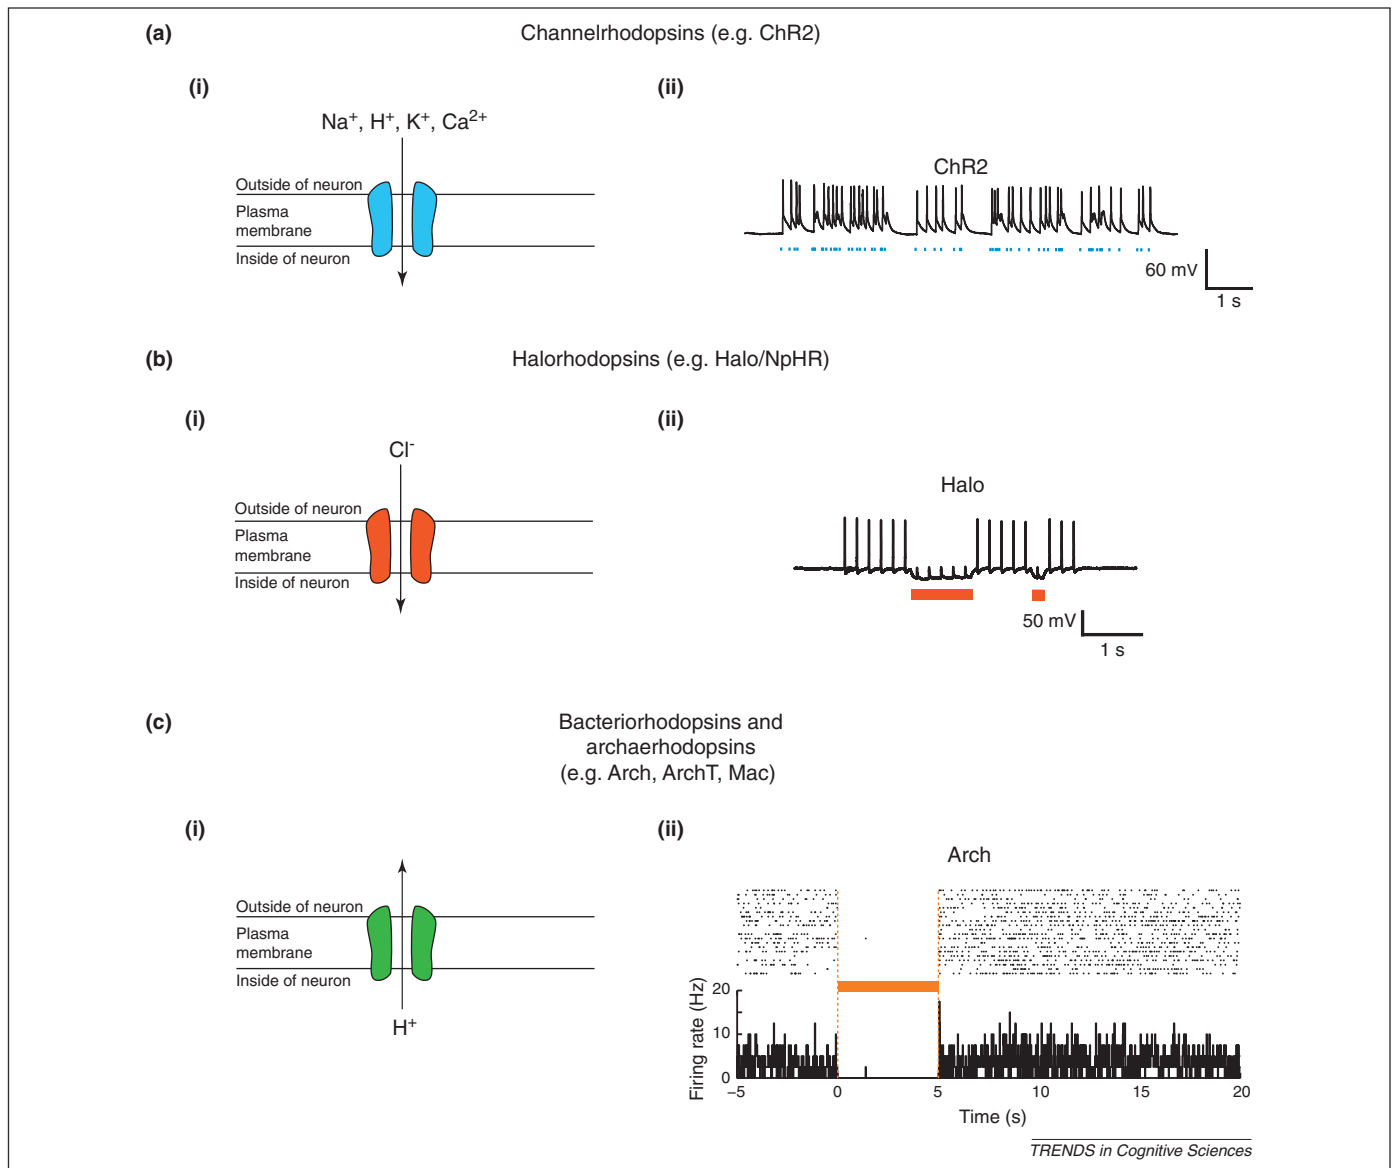 (a)
Channelrhodopsins (e.g. ChR2)
(i)
Na⁺, H⁺, K⁺, Ca²⁺
Outside of neuron
Plasma
membrane
Inside of neuron
(ii)
ChR2
60 mV
1 s
(b)
Halorhodopsins (e.g. Halo/NpHR)
(i)
Cl⁻
Outside of neuron
Plasma
membrane
Inside of neuron
(ii)
Halo
50 mV
1 s
(c)
Bacteriorhodopsins and
archaerhodopsins
(e.g. Arch, ArchT, Mac)
(i)
Outside of neuron
Plasma
membrane
Inside of neuron
H⁺
(ii)
Arch
Firing rate (Hz)
20
10
0
−5 0 5 10 15 20
Time (s)
TRENDS in Cognitive Sciences